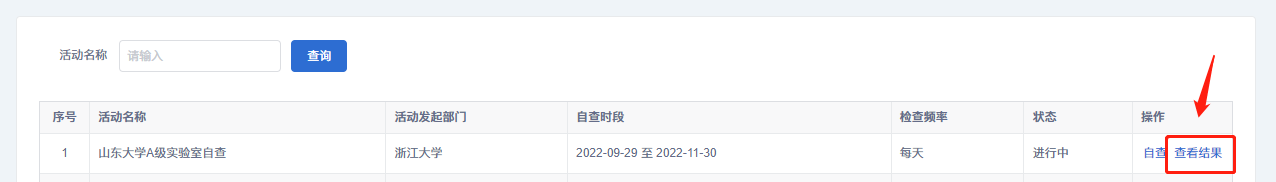 活动名称 请输入 查询
序号 活动名称 活动发起部门 自查时段 检查频率 状态 操作
1 山东大学A级实验室自查 浙江大学 2022-09-29 至 2022-11-30 每天 进行中 自查 查看结果